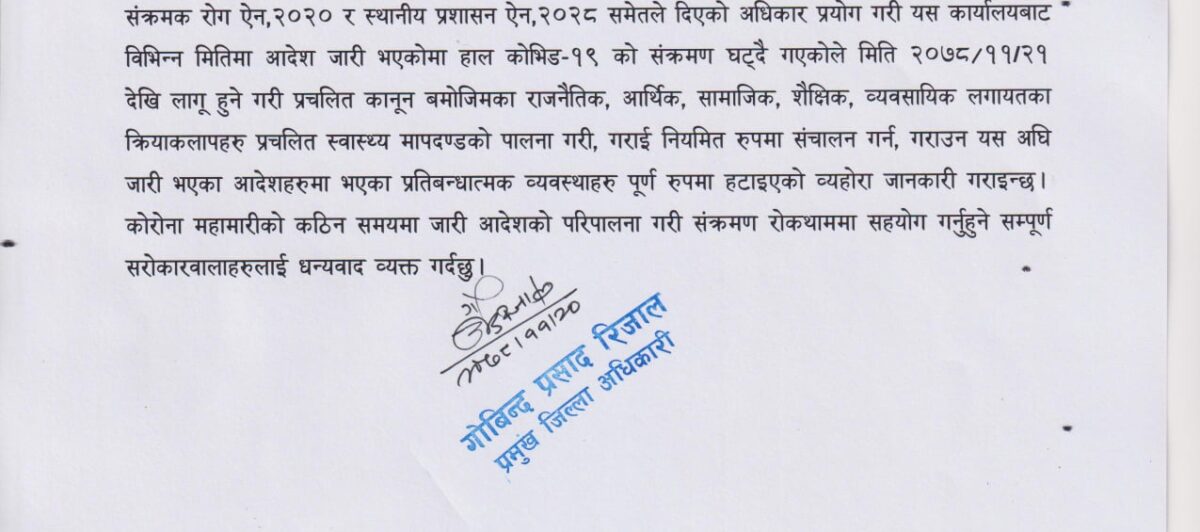 संक्रमक रोग ऐन,२०२० र स्थानीय प्रशासन ऐन,२०२८ समेतले दिएको अधिकार प्रयोग गरी यस कार्यालयबाट
विभिन्न मितिमा आदेश जारी भएकोमा हाल कोभिड-१९ को संक्रमण घट्दै गएकोले मिति २०७८/११/२१
देखि लागू हुने गरी प्रचलित कानून बमोजिमका राजनैतिक, आर्थिक, सामाजिक, शैक्षिक, व्यवसायिक लगायतका
क्रियाकलापहरु प्रचलित स्वास्थ्य मापदण्डको पालना गरी, गराई नियमित रुपमा संचालन गर्न, गराउन यस अघि
जारी भएका आदेशहरुमा भएका प्रतिबन्धात्मक व्यवस्थाहरु पूर्ण रुपमा हटाइएको व्यहोरा जानकारी गराइन्छ।
कोरोना महामारीको कठिन समयमा जारी आदेशको परिपालना गरी संक्रमण रोकथाममा सहयोग गर्नुहुने सम्पूर्ण
सरोकारवालाहरुलाई धन्यवाद व्यक्त गर्दछु।
२०७८।११।२०
गोबिन्द प्रसाद रिजाल
प्रमुख जिल्ला अधिकारी